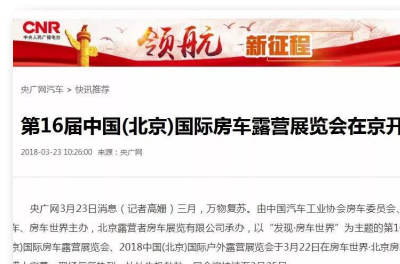 CNR
中央人民广播电台
领航 新征程
央广网汽车 > 快讯推荐
第16届中国(北京)国际房车露营展览会在京开
2018-03-23 10:26:00 来源：央广网
央广网3月23日消息（记者高姗）三月，万物复苏。由中国汽车工业协会房车委员会、
车、房车世界主办，北京露营者房车展览有限公司承办，以“发现·房车世界”为主题的第1
京)国际房车露营展览会、2018中国(北京)国际户外露营展览会于3月22日在房车世界·北京房